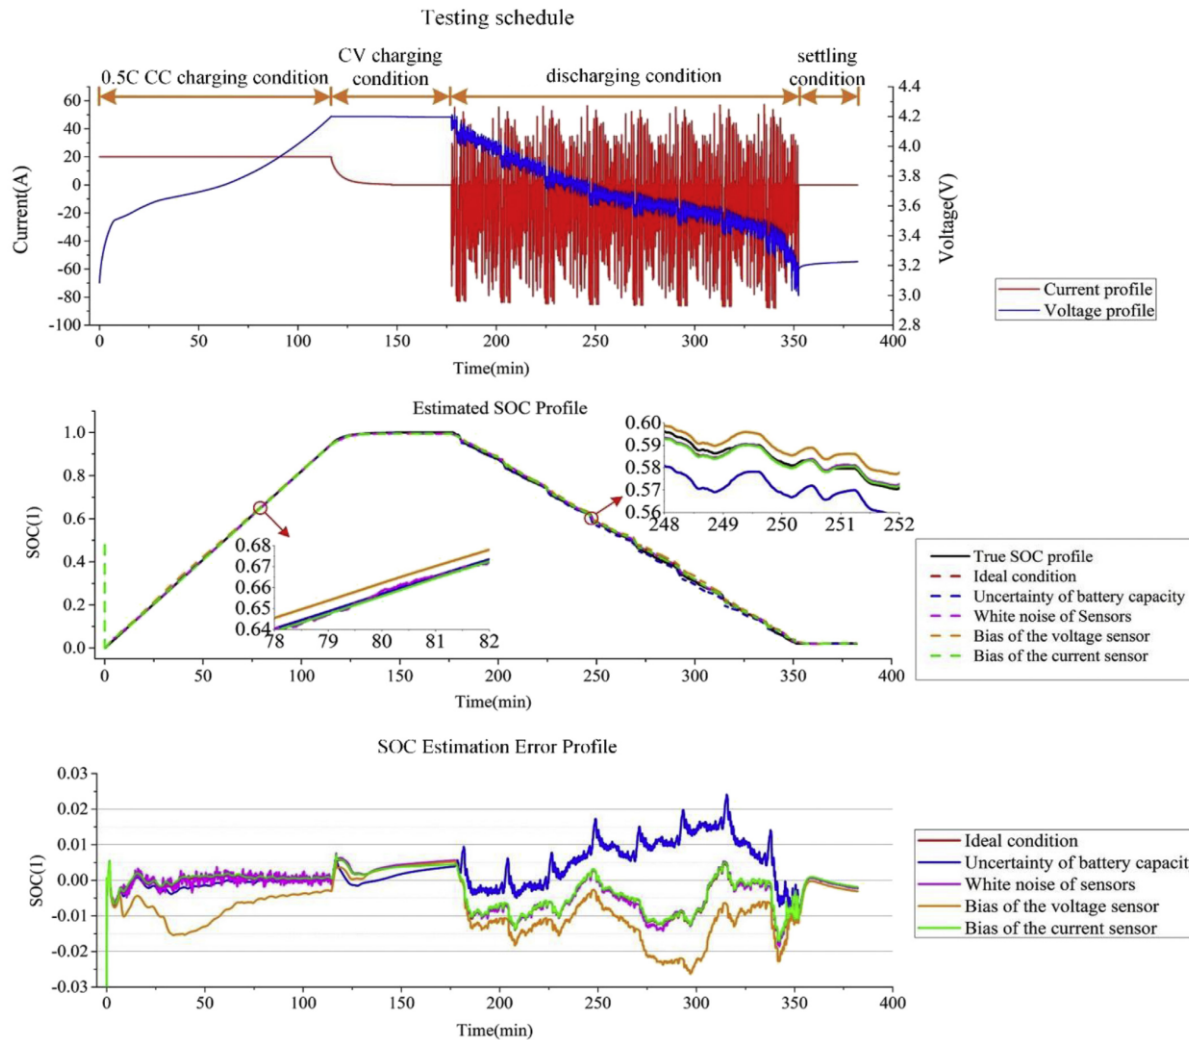 Testing schedule
CV charging
settling
0.5C CC charging condition
condition
discharging condition
condition
60
40
20
0
-20
-40
-60
-80
-100
Current(A)
4.4
4.2
4.0
3.8
3.6
3.4
3.2
3.0
2.8
Voltage(V)
0 50 100 150 200 250 300 350 400
Time(min)
Current profile
Voltage profile
Estimated SOC Profile
1.0
0.8
0.6
0.4
0.2
0.0
SOC(1)
0.60
0.59
0.58
0.57
0.56
248 249 250 251 252
0.68
0.67
0.66
0.65
0.64
78 79 80 81 82
0 50 100 150 200 250 300 350 400
Time(min)
True SOC profile
Ideal condition
Uncertainty of battery capacity
White noise of Sensors
Bias of the voltage sensor
Bias of the current sensor
SOC Estimation Error Profile
0.03
0.02
0.01
0.00
-0.01
-0.02
-0.03
SOC(1)
0 50 100 150 200 250 300 350 400
Time(min)
Ideal condition
Uncertainty of battery capacit
White noise of sensors
Bias of the voltage sensor
Bias of the current sensor